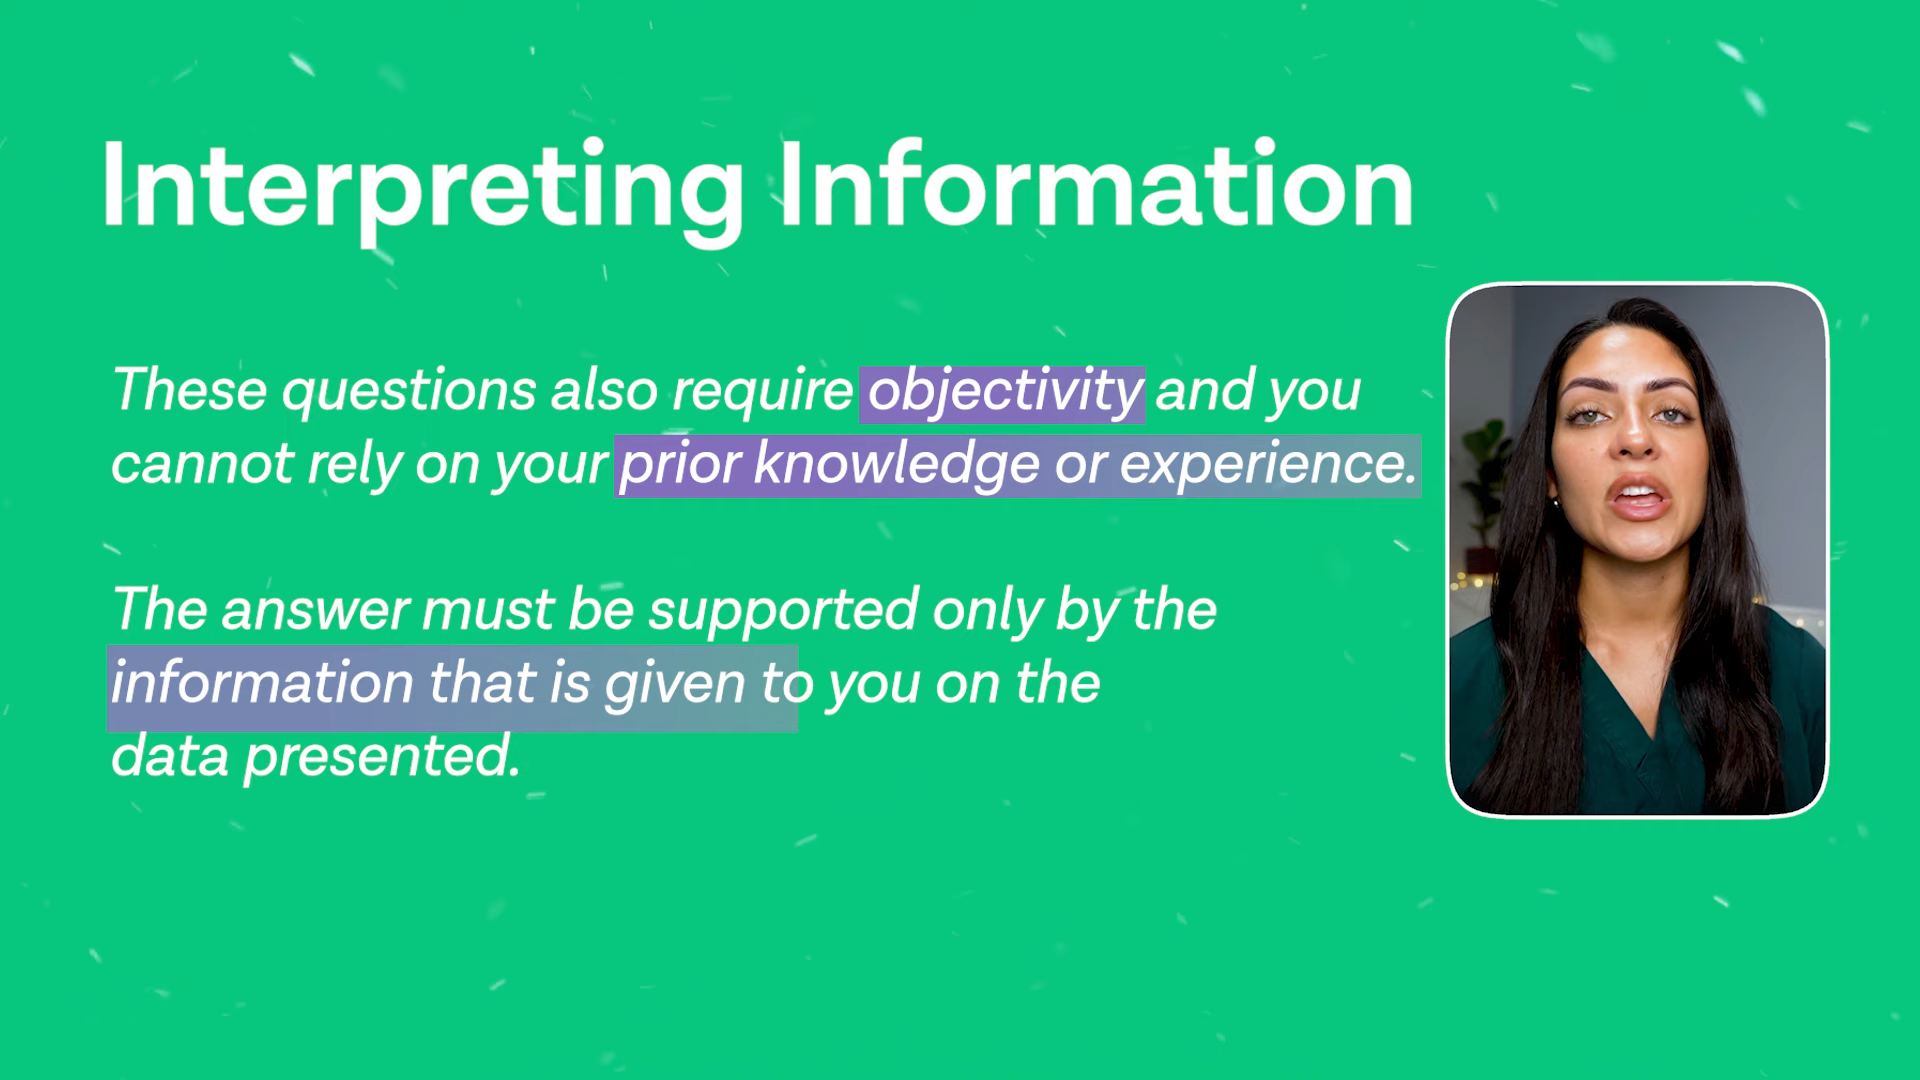 Interpreting Information
These questions also require objectivity and you
cannot rely on your prior knowledge or experience.
The answer must be supported only by the
information that is given to you on the
data presented.